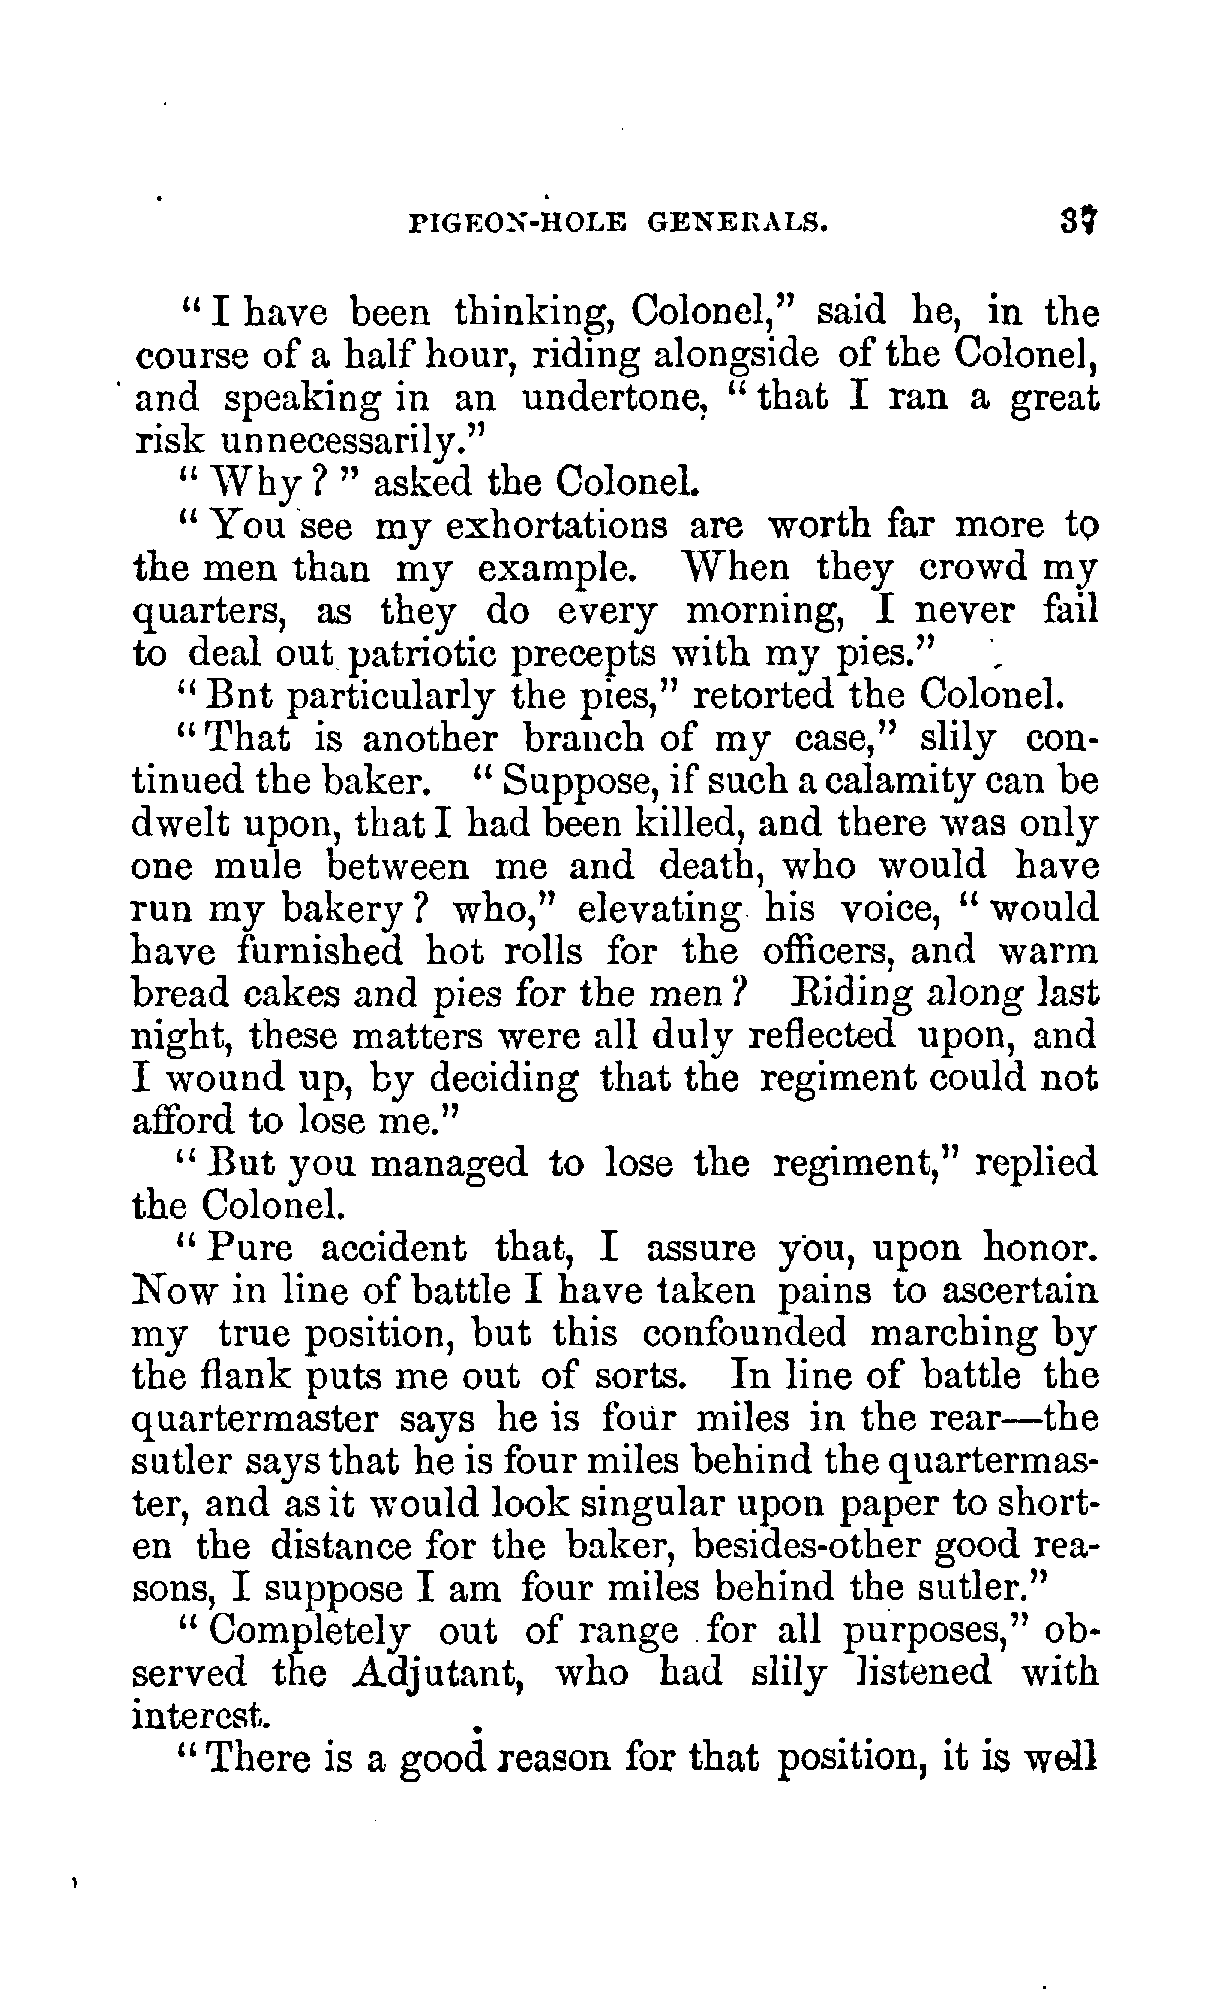 PIGEON-HOLE GENERALS. 37
" I have been thinking, Colonel," said he, in the
course of a half hour, riding alongside of the Colonel,
and speaking in an undertone, " that I ran a great
risk unnecessarily."
" Why ? " asked the Colonel.
" You see my exhortations are worth far more to
the men than my example. When they crowd my
quarters, as they do every morning, I never fail
to deal out patriotic precepts with my pies."
" Bnt particularly the pies," retorted the Colonel.
" That is another branch of my case," slily con-
tinued the baker. " Suppose, if such a calamity can be
dwelt upon, that I had been killed, and there was only
one mule between me and death, who would have
run my bakery ? who," elevating his voice, " would
have furnished hot rolls for the officers, and warm
bread cakes and pies for the men ? Riding along last
night, these matters were all duly reflected upon, and
I wound up, by deciding that the regiment could not
afford to lose me."
" But you managed to lose the regiment," replied
the Colonel.
" Pure accident that, I assure you, upon honor.
Now in line of battle I have taken pains to ascertain
my true position, but this confounded marching by
the flank puts me out of sorts. In line of battle the
quartermaster says he is four miles in the rear—the
sutler says that he is four miles behind the quartermas-
ter, and as it would look singular upon paper to short-
en the distance for the baker, besides-other good rea-
sons, I suppose I am four miles behind the sutler."
" Completely out of range for all purposes," ob-
served the Adjutant, who had slily listened with
interest.
" There is a good reason for that position, it is well